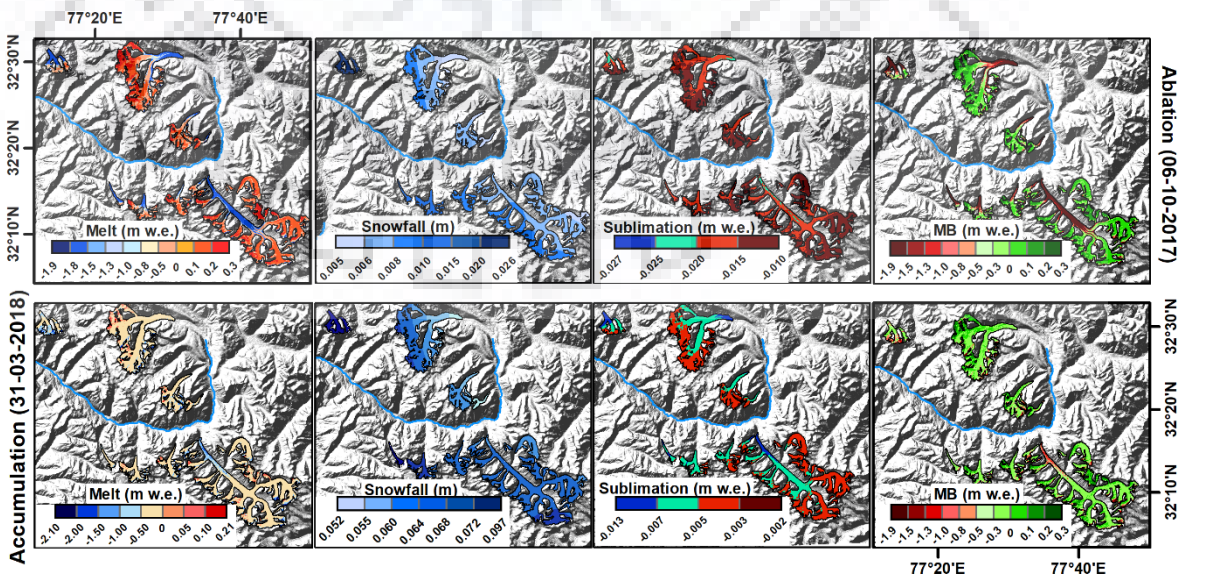 77°20'E 77°40'E
32°30'N
32°20'N
32°10'N
Melt (m w.e.)
-1.9 -1.8 -1.5 -1.3 -1.0 -0.8 -0.5 0 0.1 0.2 0.3
Snowfall (m)
0.005 0.006 0.008 0.010 0.015 0.020 0.026
Sublimation (m w.e.)
-0.027 -0.025 -0.020 -0.015 -0.010
MB (m w.e.)
-1.9 -1.5 -1.3 -1.0 -0.8 -0.5 -0.3 0 0.1 0.2 0.3
Ablation (06-10-2017)
Accumulation (31-03-2018)
Melt (m w.e.)
-2.10 -2.00 -1.50 -1.00 -0.50 0 0.05 0.10 0.21
Snowfall (m)
0.052 0.055 0.060 0.064 0.068 0.072 0.097
Sublimation (m w.e.)
-0.013 -0.007 -0.005 -0.003 -0.002
MB (m w.e.)
-1.9 -1.5 -1.3 -1.0 -0.8 -0.5 -0.3 0 0.1 0.2 0.3
32°30'N
32°20'N
32°10'N
77°20'E 77°40'E